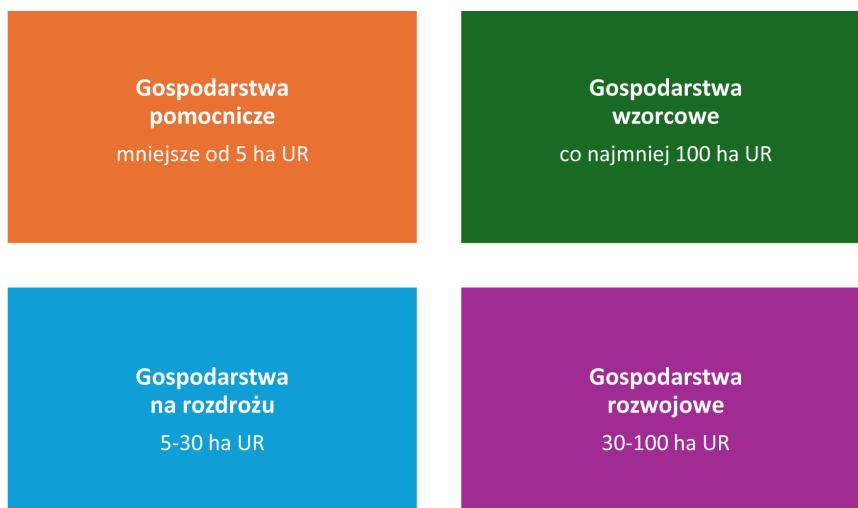 Gospodarstwa
pomocnicze
mniejsze od 5 ha UR
Gospodarstwa
wzorcowe
co najmniej 100 ha UR
Gospodarstwa
na rozdrożu
5-30 ha UR
Gospodarstwa
rozwojowe
30-100 ha UR